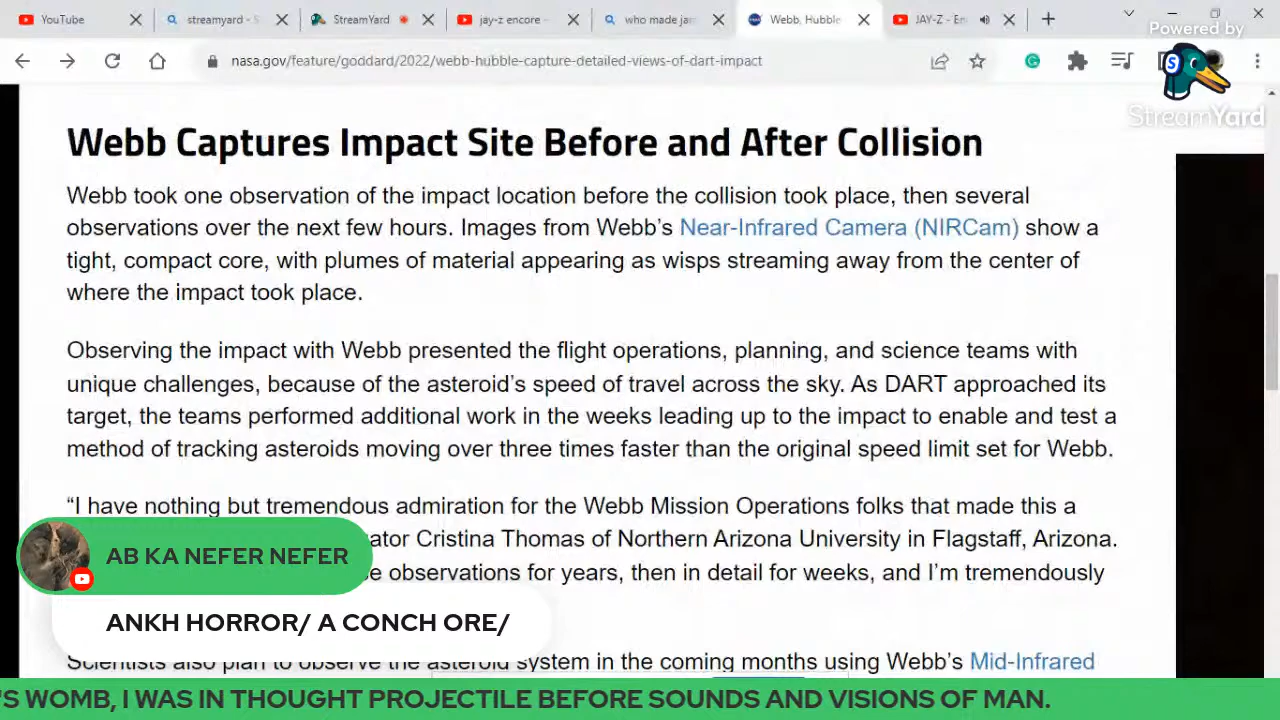 YouTube
streamyard - S
StreamYard
jay-z encore -
who made jam
Webb, Hubble
JAY-Z - En
Powered by
nasa.gov/feature/goddard/2022/webb-hubble-capture-detailed-views-of-dart-impact
StreamYard
Webb Captures Impact Site Before and After Collision
Webb took one observation of the impact location before the collision took place, then several
observations over the next few hours. Images from Webb's Near-Infrared Camera (NIRCam) show a
tight, compact core, with plumes of material appearing as wisps streaming away from the center of
where the impact took place.
Observing the impact with Webb presented the flight operations, planning, and science teams with
unique challenges, because of the asteroid's speed of travel across the sky. As DART approached its
target, the teams performed additional work in the weeks leading up to the impact to enable and test a
method of tracking asteroids moving over three times faster than the original speed limit set for Webb.
“I have nothing but tremendous admiration for the Webb Mission Operations folks that made this a
ator Cristina Thomas of Northern Arizona University in Flagstaff, Arizona.
AB KA NEFER NEFER
e observations for years, then in detail for weeks, and I'm tremendously
ANKH HORROR/ A CONCH ORE/
Scientists also plan to observe the asteroid system in the coming months using Webb's Mid-Infrared
'S WOMB, I WAS IN THOUGHT PROJECTILE BEFORE SOUNDS AND VISIONS OF MAN.